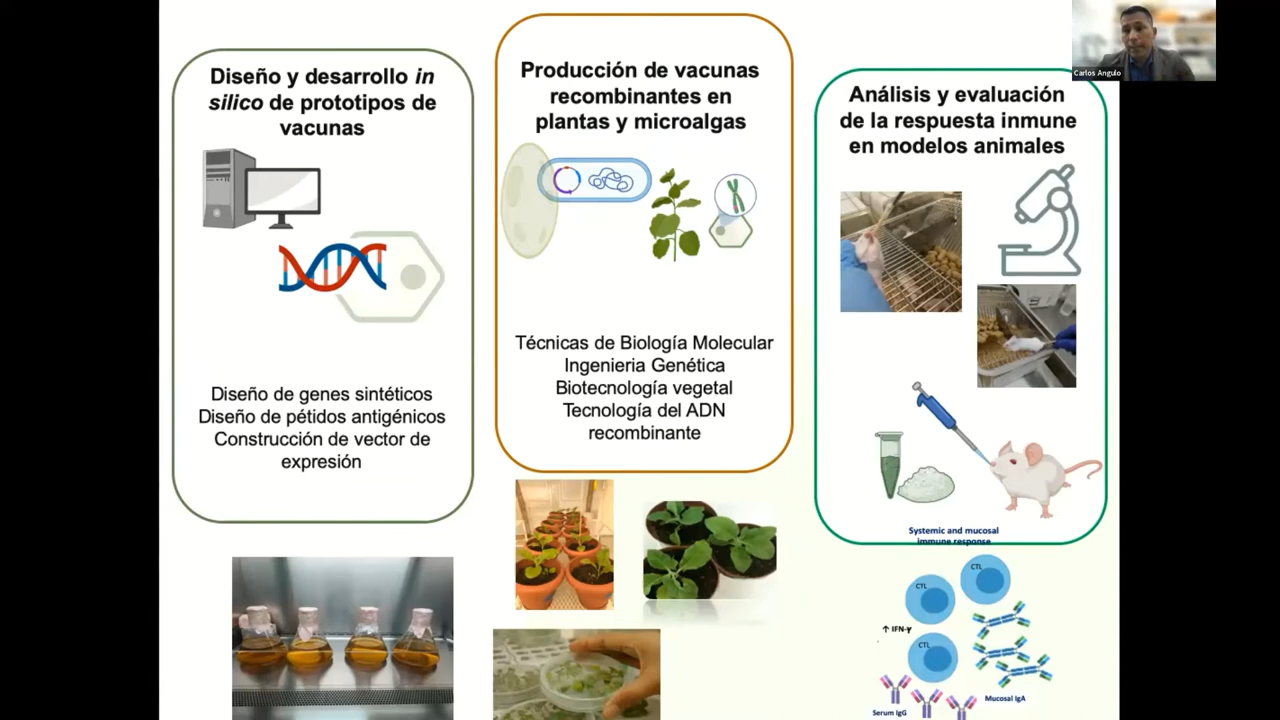 Diseño y desarrollo in
silico de prototipos de
vacunas
Diseño de genes sintéticos
Diseño de pétidos antigénicos
Construcción de vector de
expresión
Producción de vacunas
recombinantes en
plantas y microalgas
Técnicas de Biología Molecular
Ingenieria Genética
Biotecnología vegetal
Tecnología del ADN
recombinante
Carlos Angulo
Análisis y evaluación
de la respuesta inmune
en modelos animales
Systemic and mucosal
immune response
CTL
CTL
↑ IFN-γ
CTL
Mucosal IgA
Serum IgG